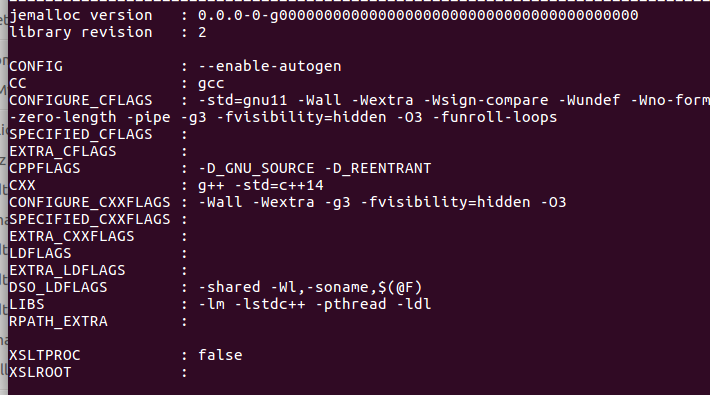 jemalloc version   : 0.0.0-0-g0000000000000000000000000000000000000000
library revision   : 2
CONFIG             : --enable-autogen
CC                 : gcc
CONFIGURE_CFLAGS   : -std=gnu11 -Wall -Wextra -Wsign-compare -Wundef -Wno-form
-zero-length -pipe -g3 -fvisibility=hidden -O3 -funroll-loops
SPECIFIED_CFLAGS   :
EXTRA_CFLAGS       :
CPPFLAGS           : -D_GNU_SOURCE -D_REENTRANT
CXX                : g++ -std=c++14
CONFIGURE_CXXFLAGS : -Wall -Wextra -g3 -fvisibility=hidden -O3
SPECIFIED_CXXFLAGS :
EXTRA_CXXFLAGS     :
LDFLAGS            :
EXTRA_LDFLAGS      :
DSO_LDFLAGS        : -shared -Wl,-soname,$(@F)
LIBS               : -lm -lstdc++ -pthread -ldl
RPATH_EXTRA        :
XSLTPROC           : false
XSLROOT            :